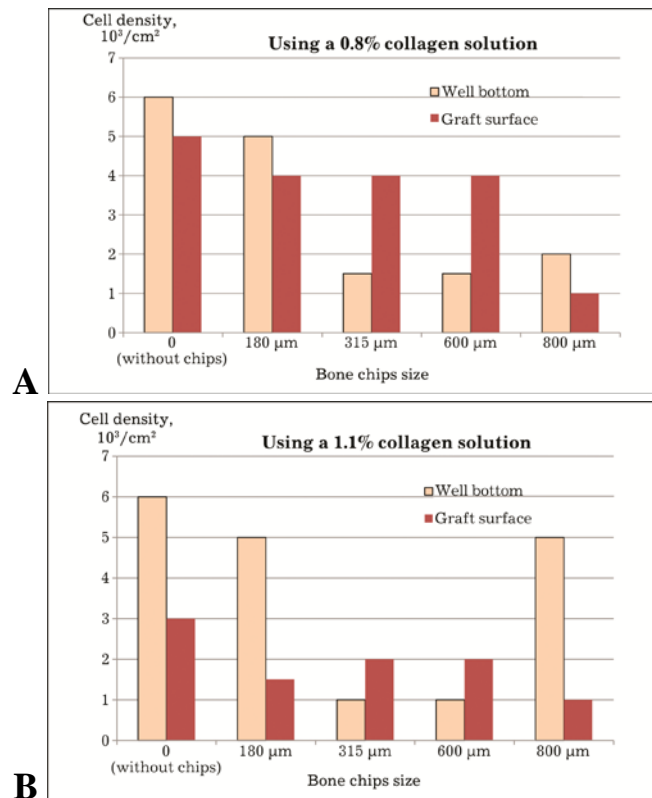 Cell density,
10³/cm²
Using a 0.8% collagen solution
7
6
5
4
3
2
1
0
Well bottom
Graft surface
0
(without chips)
180 µm
315 µm
600 µm
800 µm
Bone chips size
A
Cell density,
10³/cm²
Using a 1.1% collagen solution
7
6
5
4
3
2
1
0
Well bottom
Graft surface
0
(without chips)
180 µm
315 µm
600 µm
800 µm
Bone chips size
B